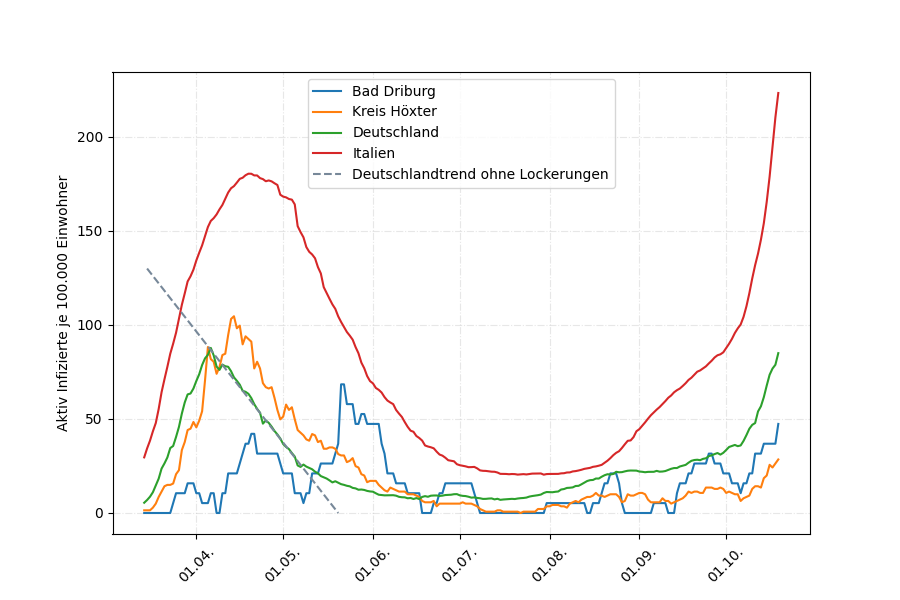 Bad Driburg
Kreis Höxter
Deutschland
Italien
Deutschlandtrend ohne Lockerungen
Aktiv Infizierte je 100.000 Einwohner
200
150
100
50
0
01.04.
01.05.
01.06.
01.07.
01.08.
01.09.
01.10.